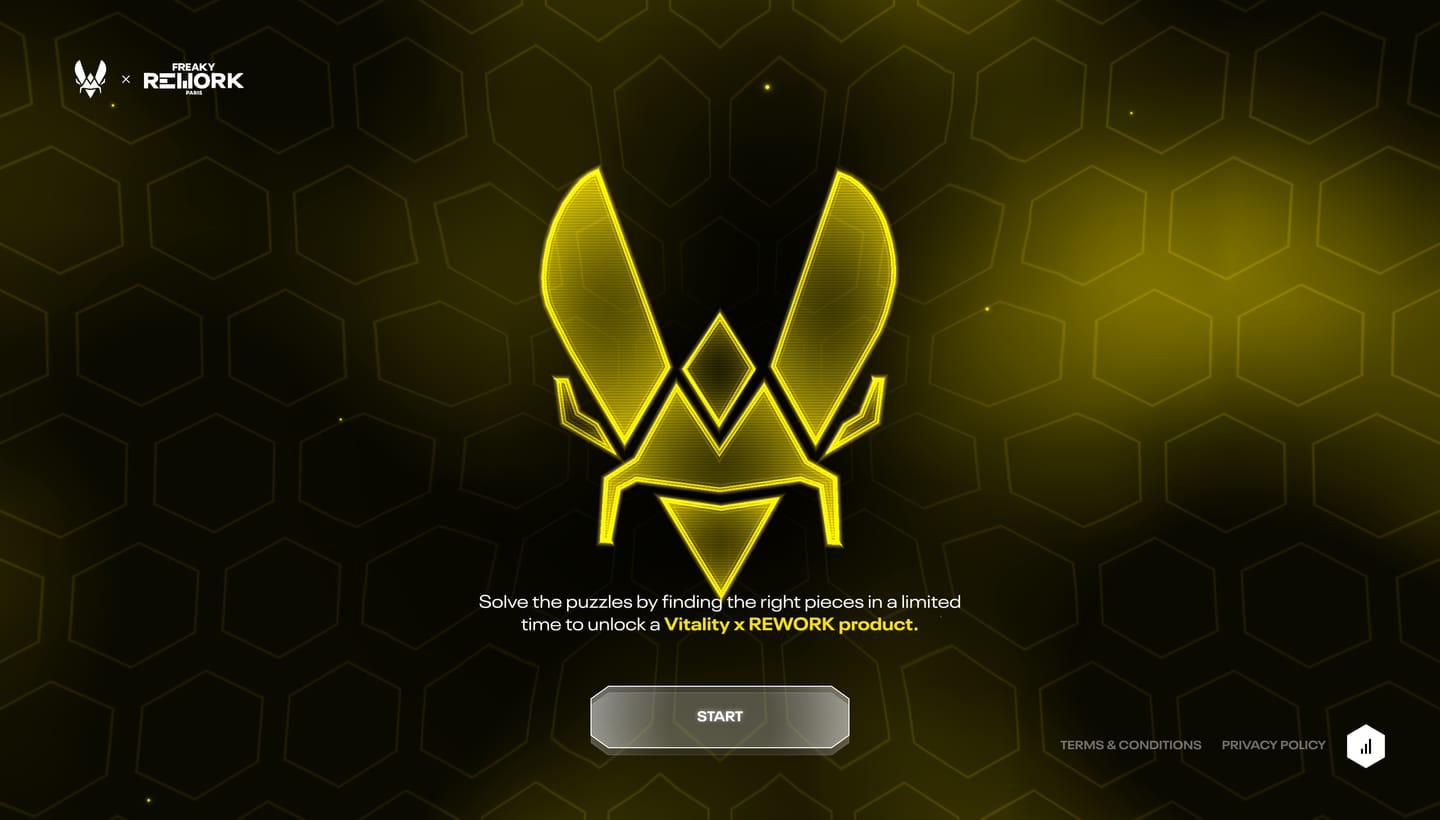 ×
FREAKY
REWORK
PARIS
Solve the puzzles by finding the right pieces in a limited
time to unlock a Vitality x REWORK product.
START
TERMS & CONDITIONS PRIVACY POLICY